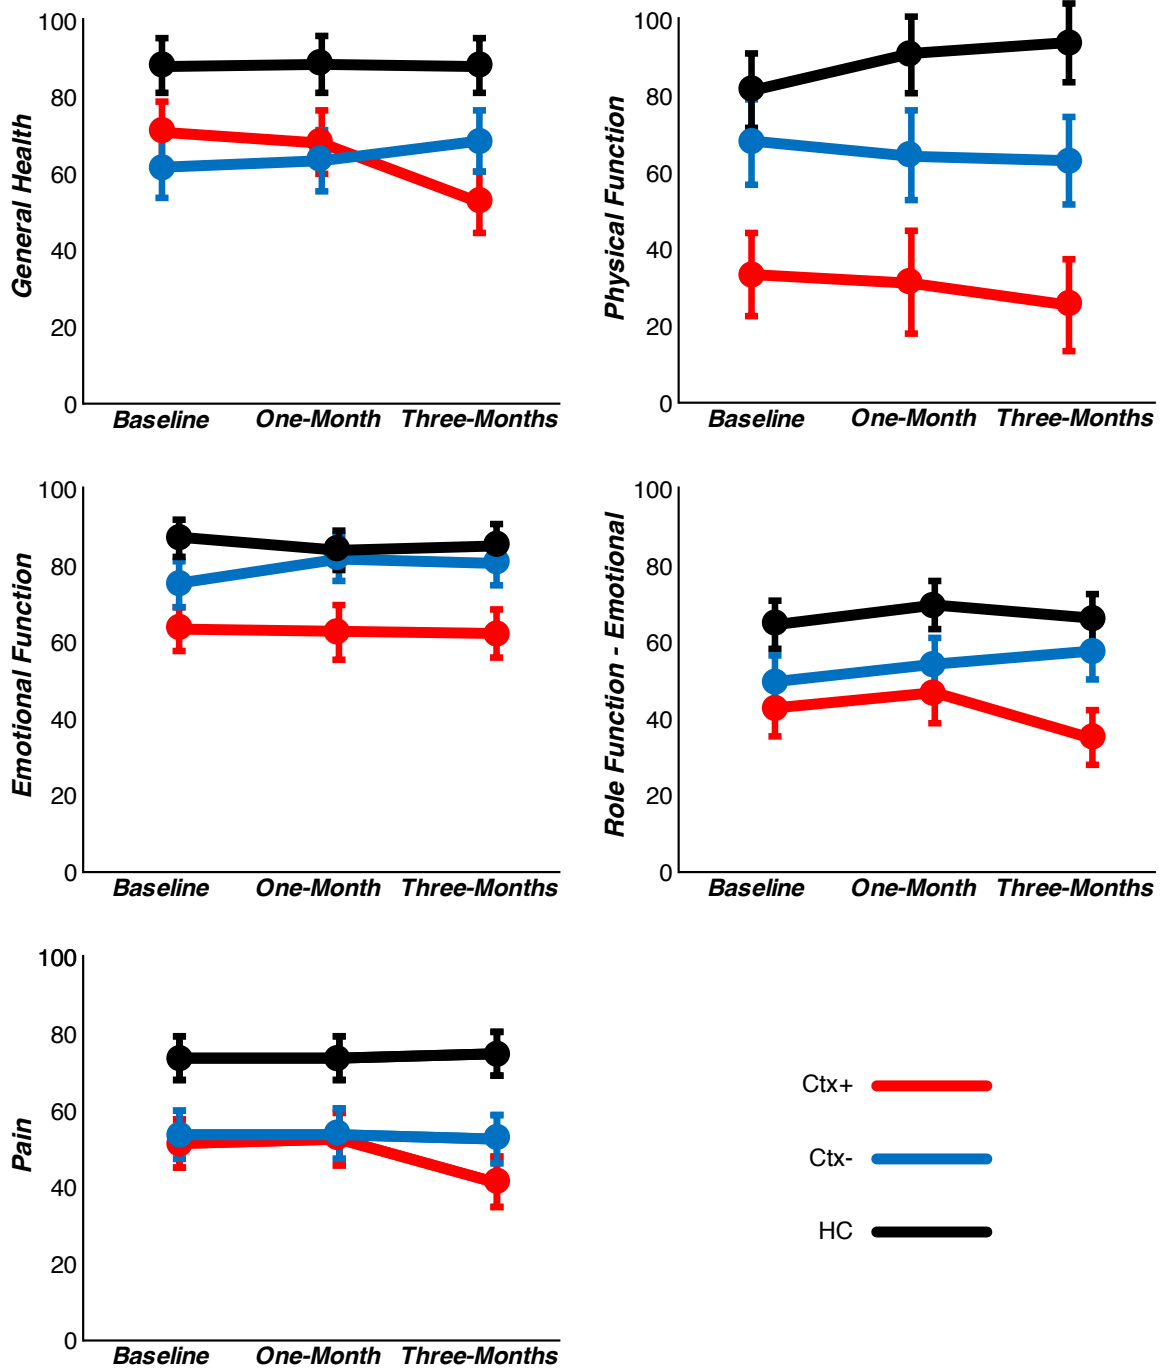 General Health
100
80
60
40
20
0
Baseline One-Month Three-Months
Physical Function
100
80
60
40
20
0
Baseline One-Month Three-Months
Emotional Function
100
80
60
40
20
0
Baseline One-Month Three-Months
Role Function - Emotional
100
80
60
40
20
0
Baseline One-Month Three-Months
Pain
100
80
60
40
20
0
Baseline One-Month Three-Months
Ctx+
Ctx-
HC